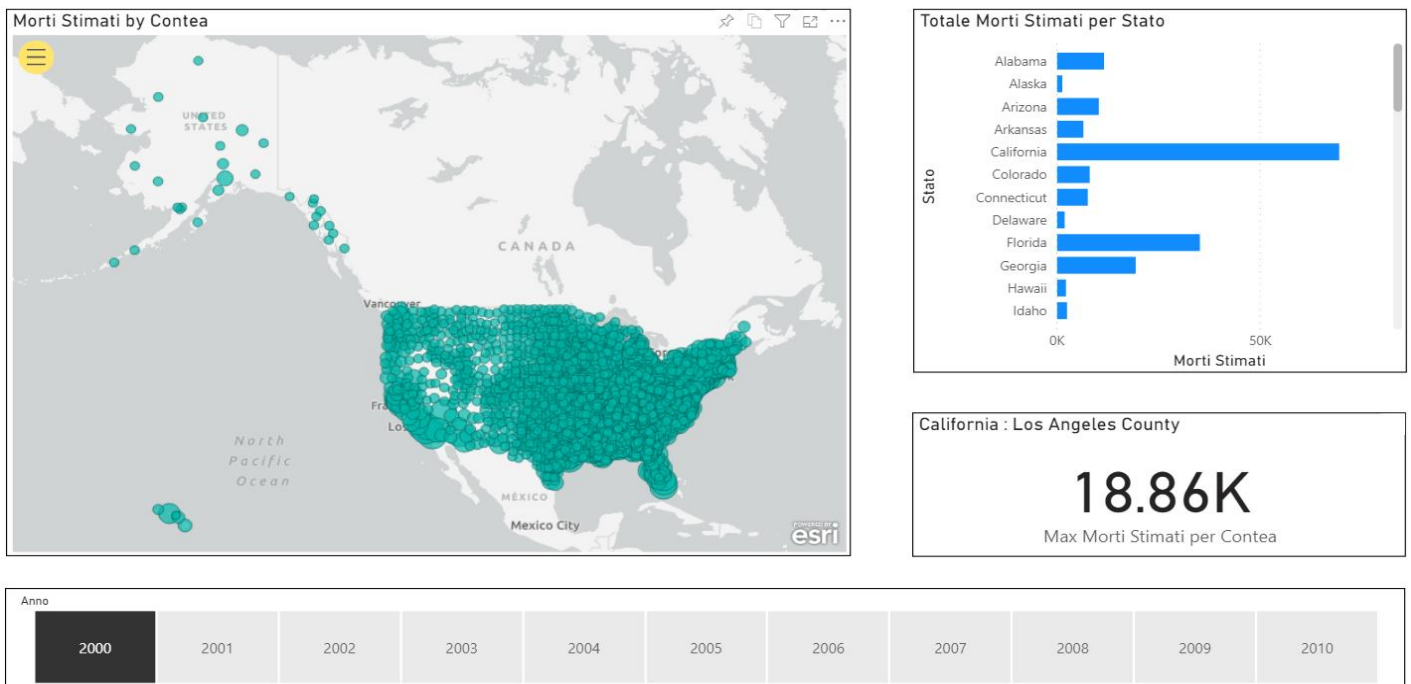 Morti Stimati by Contea
UNITED
STATES
CANADA
Vancouver
North
Pacific
Ocean
MÉXICO
Mexico City
POWERED BY
esri
Totale Morti Stimati per Stato
Stato
Alabama
Alaska
Arizona
Arkansas
California
Colorado
Connecticut
Delaware
Florida
Georgia
Hawaii
Idaho
0K 50K
Morti Stimati
California : Los Angeles County
18.86K
Max Morti Stimati per Contea
Anno
2000 2001 2002 2003 2004 2005 2006 2007 2008 2009 2010